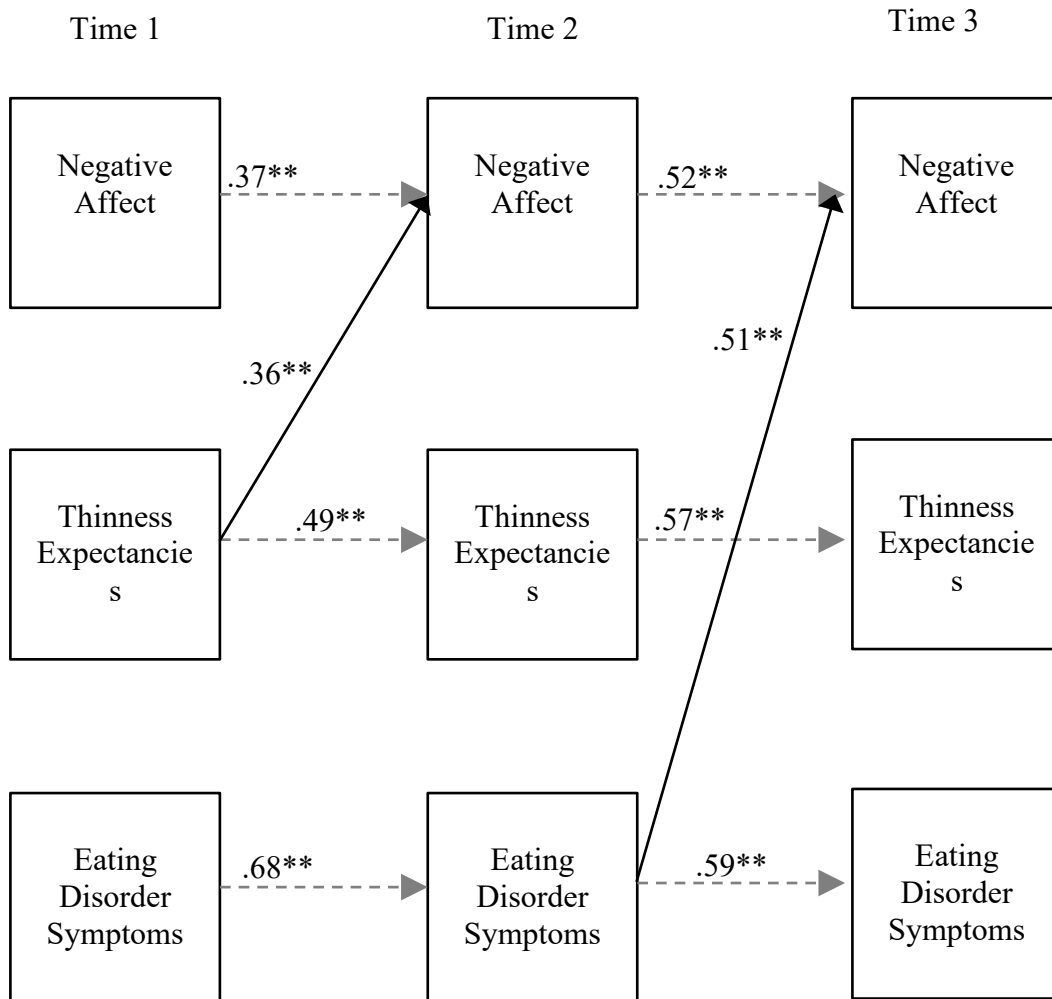 Time 1
Time 2
Time 3
Negative
Affect
.37**
Negative
Affect
.52**
Negative
Affect
.36**
.51**
Thinness
Expectancie
s
.49**
Thinness
Expectancie
s
.57**
Thinness
Expectancie
s
Eating
Disorder
Symptoms
.68**
Eating
Disorder
Symptoms
.59**
Eating
Disorder
Symptoms